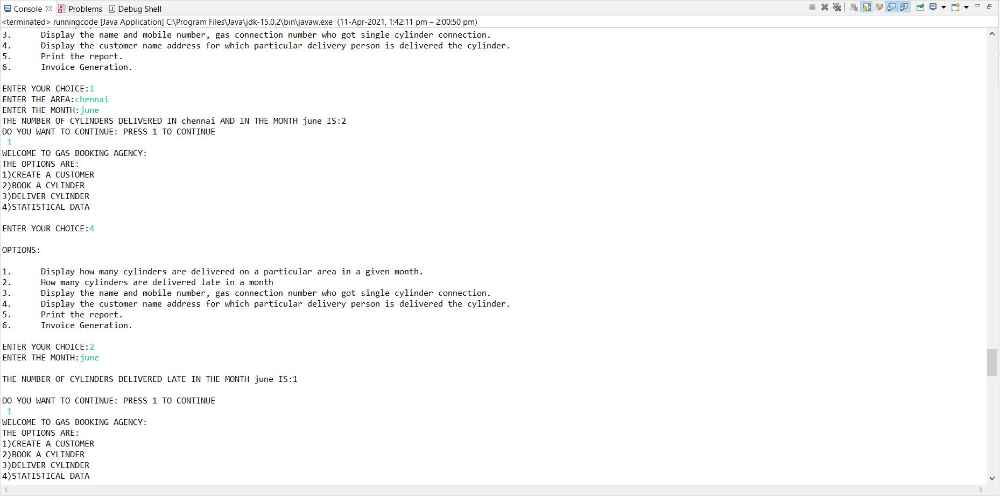 Console Problems Debug Shell
<terminated> runningcode [Java Application] C:\Program Files\Java\jdk-15.0.2\bin\javaw.exe (11-Apr-2021, 1:42:11 pm – 2:00:50 pm)
3. Display the name and mobile number, gas connection number who got single cylinder connection.
4. Display the customer name address for which particular delivery person is delivered the cylinder.
5. Print the report.
6. Invoice Generation.
ENTER YOUR CHOICE:1
ENTER THE AREA:chennai
ENTER THE MONTH:june
THE NUMBER OF CYLINDERS DELIVERED IN chennai AND IN THE MONTH june IS:2
DO YOU WANT TO CONTINUE: PRESS 1 TO CONTINUE
1
WELCOME TO GAS BOOKING AGENCY:
THE OPTIONS ARE:
1)CREATE A CUSTOMER
2)BOOK A CYLINDER
3)DELIVER CYLINDER
4)STATISTICAL DATA
ENTER YOUR CHOICE:4
OPTIONS:
1. Display how many cylinders are delivered on a particular area in a given month.
2. How many cylinders are delivered late in a month
3. Display the name and mobile number, gas connection number who got single cylinder connection.
4. Display the customer name address for which particular delivery person is delivered the cylinder.
5. Print the report.
6. Invoice Generation.
ENTER YOUR CHOICE:2
ENTER THE MONTH:june
THE NUMBER OF CYLINDERS DELIVERED LATE IN THE MONTH june IS:1
DO YOU WANT TO CONTINUE: PRESS 1 TO CONTINUE
1
WELCOME TO GAS BOOKING AGENCY:
THE OPTIONS ARE:
1)CREATE A CUSTOMER
2)BOOK A CYLINDER
3)DELIVER CYLINDER
4)STATISTICAL DATA